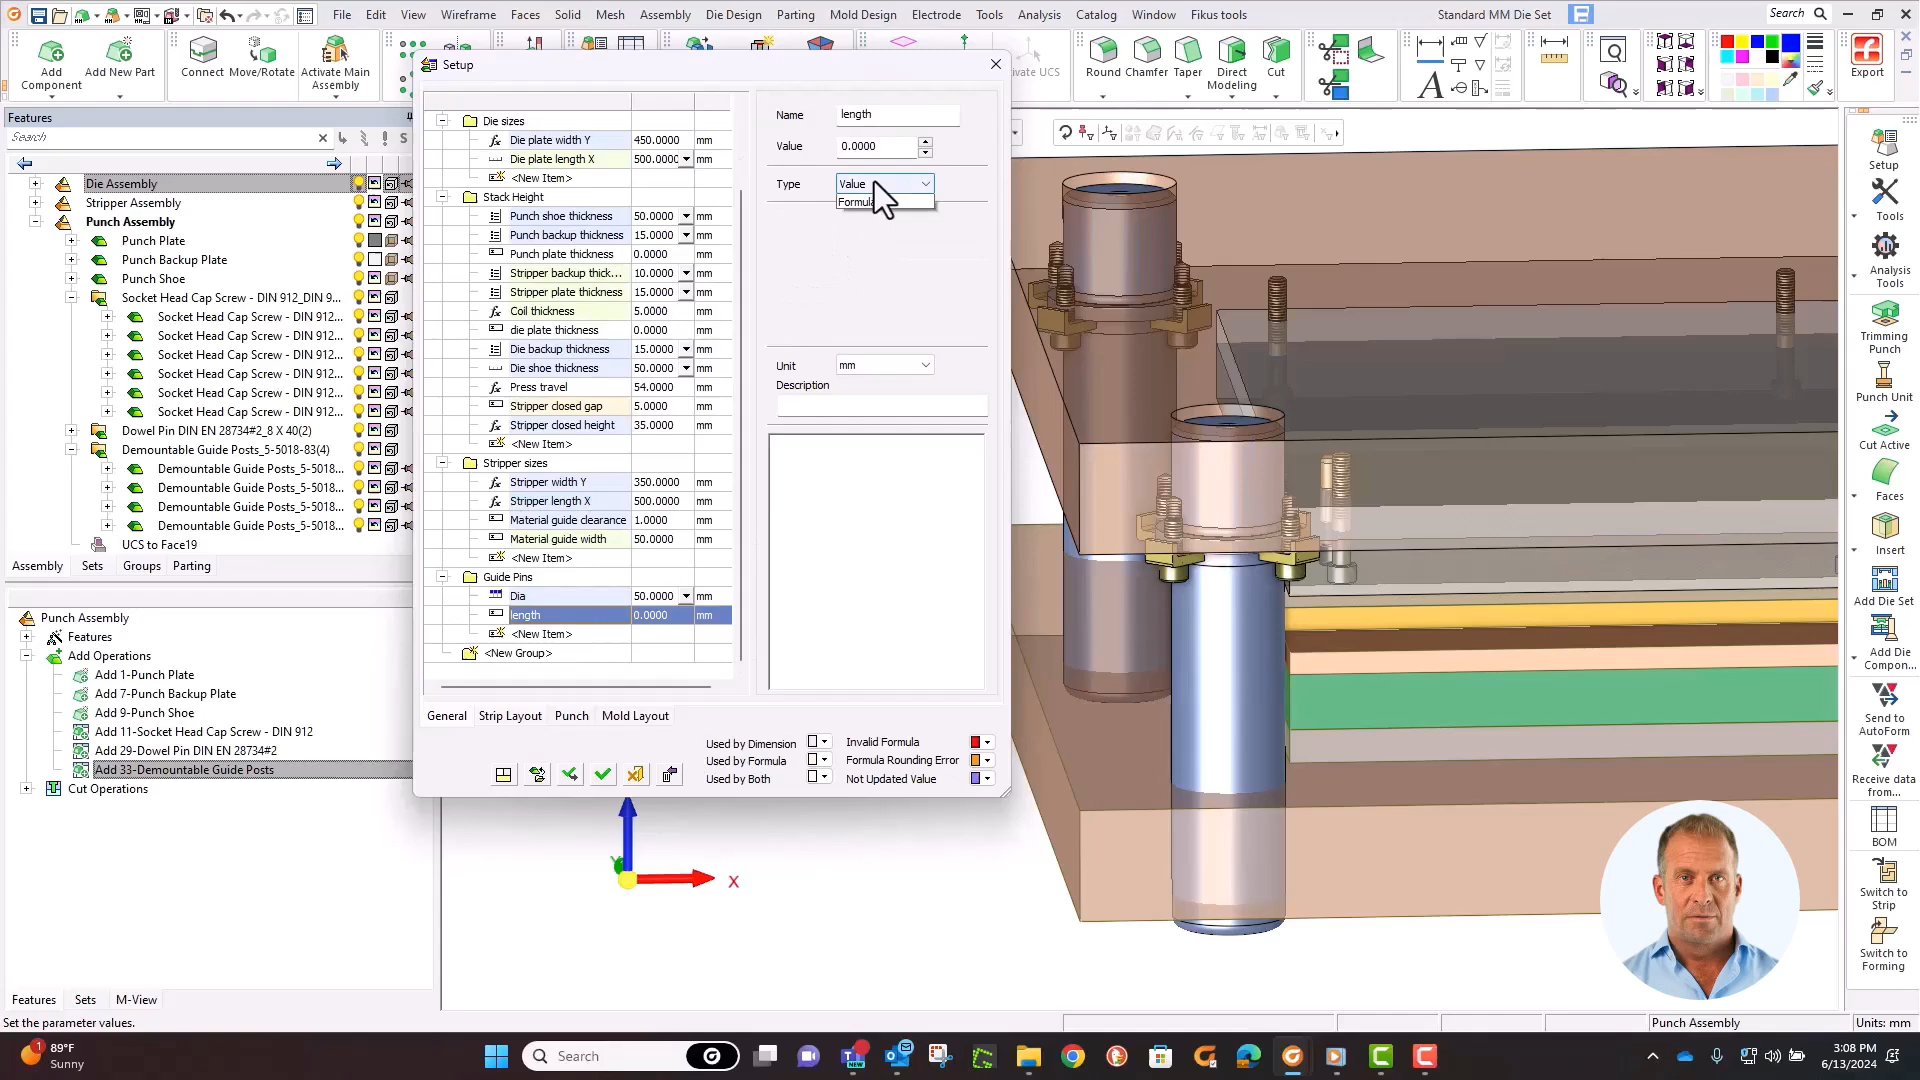 File Edit View Wireframe Faces Solid Mesh Assembly Die Design Parting Mold Design Electrode Tools Analysis Catalog Window Fikus tools Standard MM Die Set Search
Add Component
Add New Part
Connect
Move/Rotate
Activate Main Assembly
Round
Chamfer
Taper
Direct Modeling
Cut
Export
Features
Search
Die Assembly
Stripper Assembly
Punch Assembly
Punch Plate
Punch Backup Plate
Punch Shoe
Socket Head Cap Screw - DIN 912_DIN 9...
Socket Head Cap Screw - DIN 912...
Socket Head Cap Screw - DIN 912...
Socket Head Cap Screw - DIN 912...
Socket Head Cap Screw - DIN 912...
Socket Head Cap Screw - DIN 912...
Socket Head Cap Screw - DIN 912...
Dowel Pin DIN EN 28734#2_8 X 40(2)
Demountable Guide Posts_5-5018-83(4)
Demountable Guide Posts_5-5018...
Demountable Guide Posts_5-5018...
Demountable Guide Posts_5-5018...
Demountable Guide Posts_5-5018...
UCS to Face19
Assembly Sets Groups Parting
Punch Assembly
Features
Add Operations
Add 1-Punch Plate
Add 7-Punch Backup Plate
Add 9-Punch Shoe
Add 11-Socket Head Cap Screw - DIN 912
Add 29-Dowel Pin DIN EN 28734#2
Add 33-Demountable Guide Posts
Cut Operations
Features Sets M-View
Set the parameter values.
Setup
Die sizes
Die plate width Y 450.0000 mm
Die plate length X 500.000 mm
<New Item>
Stack Height
Punch shoe thickness 50.0000 mm
Punch backup thickness 15.0000 mm
Punch plate thickness 0.0000 mm
Stripper backup thick... 10.0000 mm
Stripper plate thickness 15.0000 mm
Coil thickness 5.0000 mm
die plate thickness 0.0000 mm
Die backup thickness 15.0000 mm
Die shoe thickness 50.0000 mm
Press travel 54.0000 mm
Stripper closed gap 5.0000 mm
Stripper closed height 35.0000 mm
<New Item>
Stripper sizes
Stripper width Y 350.0000 mm
Stripper length X 500.0000 mm
Material guide clearance 1.0000 mm
Material guide width 50.0000 mm
<New Item>
Guide Pins
Dia 50.0000 mm
length 0.0000 mm
<New Item>
<New Group>
General Strip Layout Punch Mold Layout
Name length
Value 0.0000
Type Value
Formula
Unit mm
Description
Used by Dimension Invalid Formula
Used by Formula Formula Rounding Error
Used by Both Not Updated Value
X
Setup
Tools
Analysis Tools
Trimming Punch
Punch Unit
Cut Active
Faces
Insert
Add Die Set
Add Die Compon...
Send to AutoForm
Receive data from...
BOM
Switch to Strip
Switch to Forming
Punch Assembly Units: mm
89°F
Sunny
Search
3:08 PM
6/13/2024